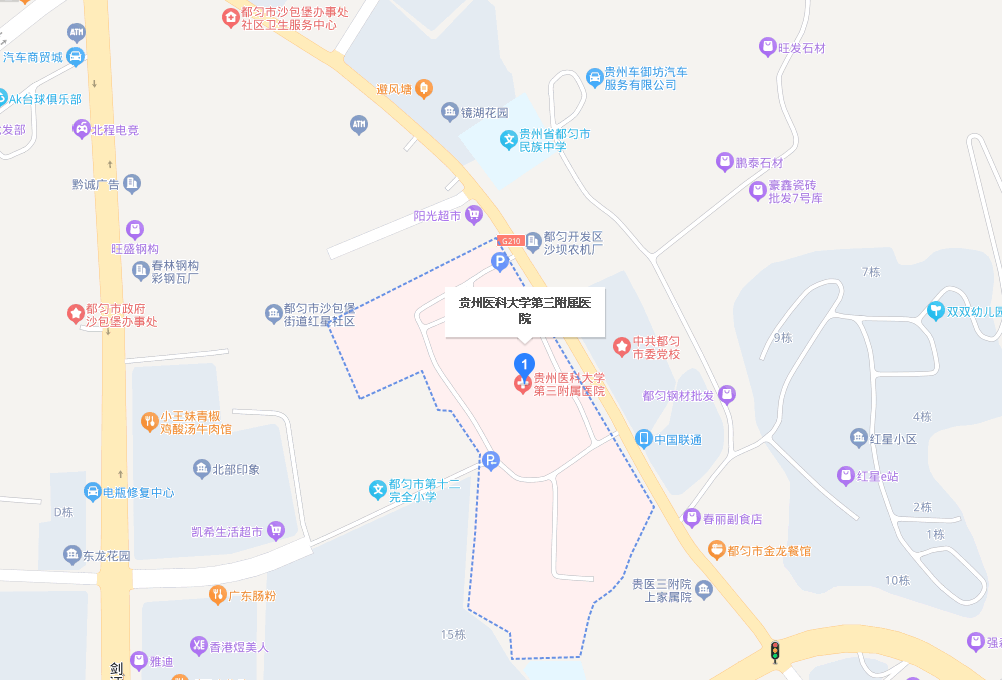 都匀市沙包堡办事处
社区卫生服务中心
ATM
汽车商贸城
旺发石材
贵州车御坊汽车
服务有限公司
避风塘
Ak台球俱乐部
镜湖花园
ATM
北程电竞
贵州省都匀市
民族中学
鹏泰石材
黔诚广告
豪鑫瓷砖
批发7号库
阳光超市
旺盛钢构
G210
都匀开发区
沙坝农机厂
P
春林钢构
彩钢瓦厂
7栋
贵州医科大学第三附属医
院
都匀市政府
沙包堡办事处
都匀市沙包堡
街道红星社区
双双幼儿园
9栋
中共都匀
市委党校
1
贵州医科大学
第三附属医院
都匀钢材批发
小王妹青椒
鸡酸汤牛肉馆
4栋
中国联通
红星小区
P
北部印象
红星e站
都匀市第十二
完全小学
电瓶修复中心
D栋
2栋
春丽副食店
凯希生活超市
1栋
东龙花园
都匀市金龙餐馆
10栋
贵医三附院
上家属院
广东肠粉
15栋
香港煜美人
雅迪
剑